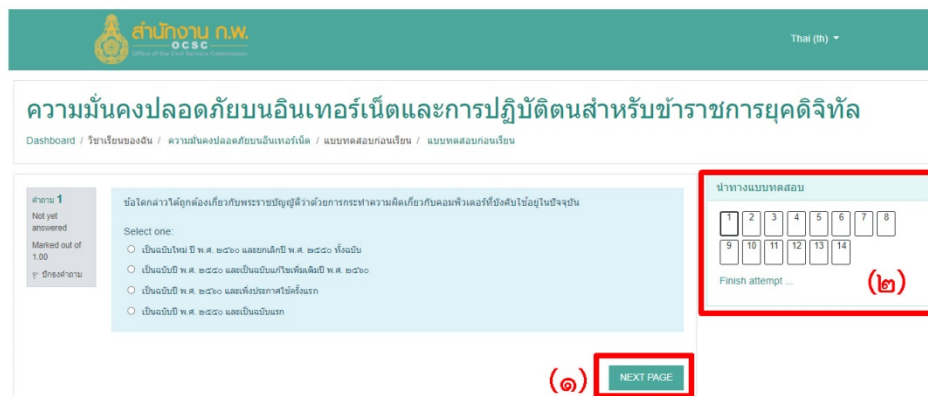 สำนักงาน ก.พ.
OCSC
Office of the Civil Service Commission
Thai (th)
ความมั่นคงปลอดภัยบนอินเทอร์เน็ตและการปฏิบัติตนสำหรับข้าราชการยุคดิจิทัล
Dashboard / วิชาเรียนของฉัน / ความมั่นคงปลอดภัยบนอินเทอร์เน็ต / แบบทดสอบก่อนเรียน / แบบทดสอบก่อนเรียน
คำถาม 1
Not yet
answered
Marked out of
1.00
ปักธงคำถาม
ข้อใดกล่าวได้ถูกต้องเกี่ยวกับพระราชบัญญัติว่าด้วยการกระทำความผิดเกี่ยวกับคอมพิวเตอร์ที่บังคับใช้อยู่ในปัจจุบัน
Select one:
เป็นฉบับใหม่ ปี พ.ศ. ๒๕๖๐ และยกเลิกปี พ.ศ. ๒๕๕๐ ทั้งฉบับ
เป็นฉบับปี พ.ศ. ๒๕๕๐ และเป็นฉบับแก้ไขเพิ่มเติมปี พ.ศ. ๒๕๖๐
เป็นฉบับปี พ.ศ. ๒๕๖๐ และเพิ่งประกาศใช้ครั้งแรก
เป็นฉบับปี พ.ศ. ๒๕๕๐ และเป็นฉบับแรก
(๑)
NEXT PAGE
นำทางแบบทดสอบ
1 2 3 4 5 6 7 8
9 10 11 12 13 14
Finish attempt ...
(๒)